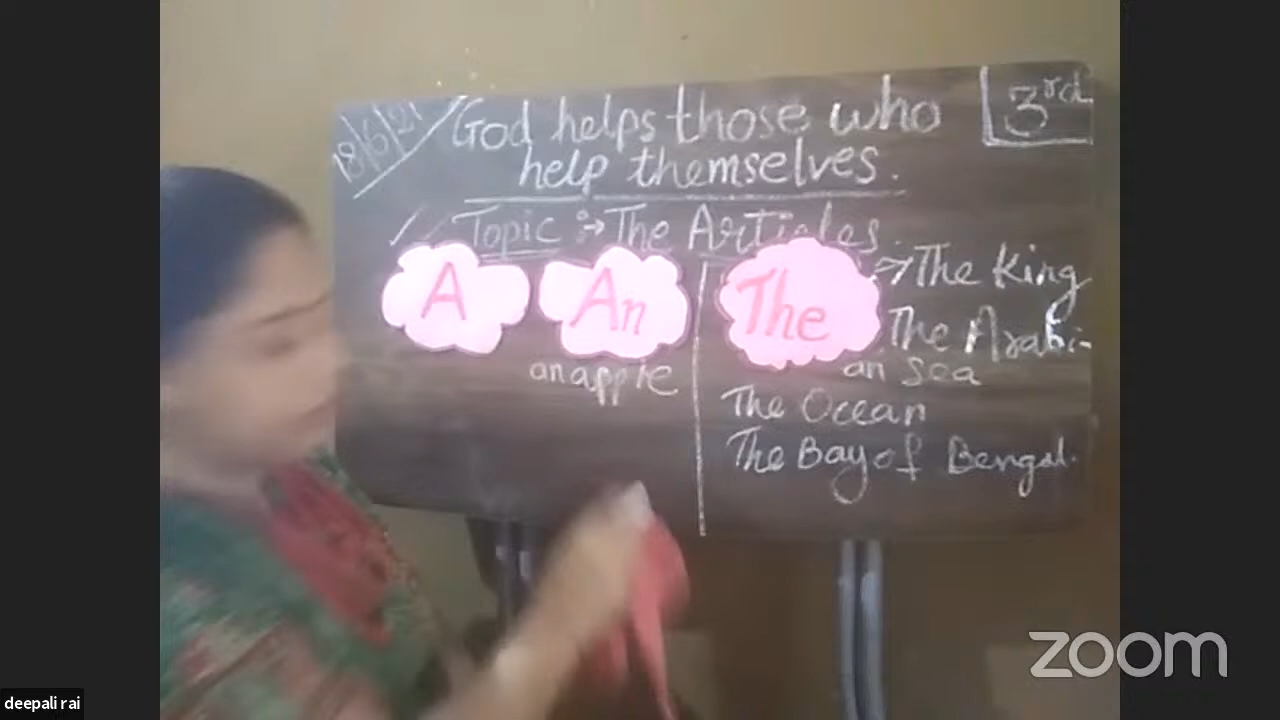 18/6/21
God helps those who
3rd
help themselves.
Topic :→ The Articles
A
An
The
→ The King
The Arabi-
an Sea
an apple
The Ocean
The Bay of Bengal.
zoom
deepali rai